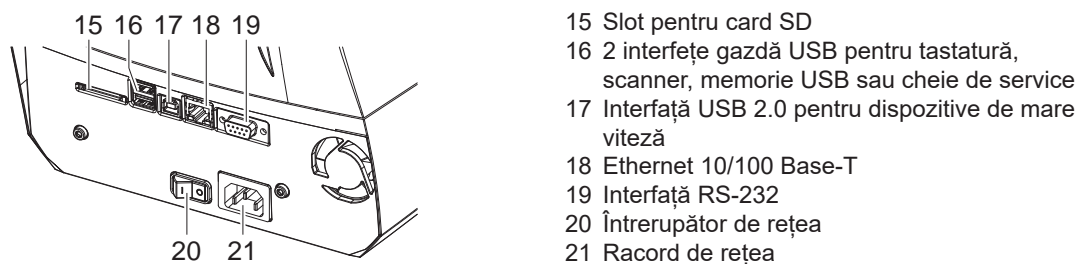 15 16 17 18 19
20 21
15 Slot pentru card SD
16 2 interfețe gazdă USB pentru tastatură,
scanner, memorie USB sau cheie de service
17 Interfață USB 2.0 pentru dispozitive de mare
viteză
18 Ethernet 10/100 Base-T
19 Interfață RS-232
20 Întrerupător de rețea
21 Racord de rețea